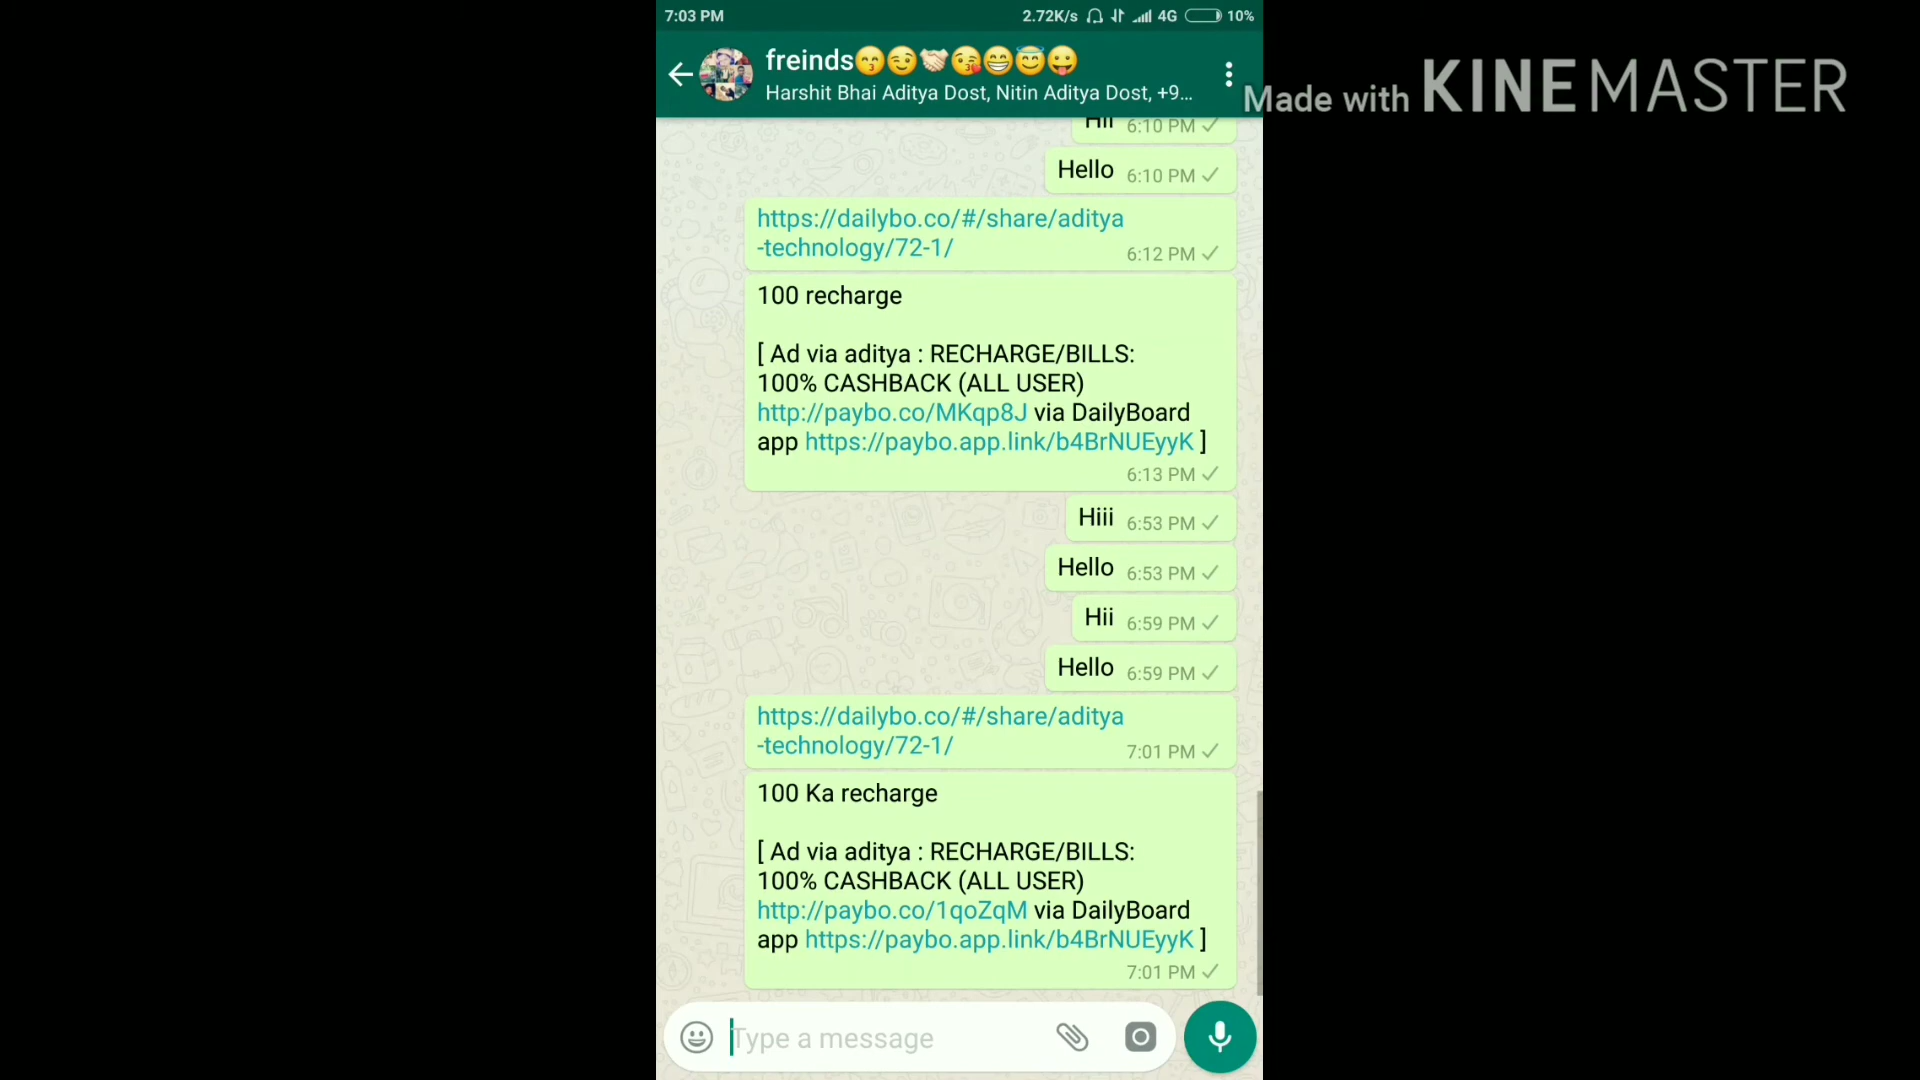 7:03 PM 2.72K/s 4G 10%
freinds😙😉🤝🏻😘😁😇😛
Harshit Bhai Aditya Dost, Nitin Aditya Dost, +9...
Made with KINEMASTER
Hii 6:10 PM
Hello 6:10 PM
https://dailybo.co/#/share/aditya
-technology/72-1/ 6:12 PM
100 recharge
[ Ad via aditya : RECHARGE/BILLS:
100% CASHBACK (ALL USER)
http://paybo.co/MKqp8J via DailyBoard
app https://paybo.app.link/b4BrNUEyyK ]
6:13 PM
Hiii 6:53 PM
Hello 6:53 PM
Hii 6:59 PM
Hello 6:59 PM
https://dailybo.co/#/share/aditya
-technology/72-1/ 7:01 PM
100 Ka recharge
[ Ad via aditya : RECHARGE/BILLS:
100% CASHBACK (ALL USER)
http://paybo.co/1qoZqM via DailyBoard
app https://paybo.app.link/b4BrNUEyyK ]
7:01 PM
Type a message